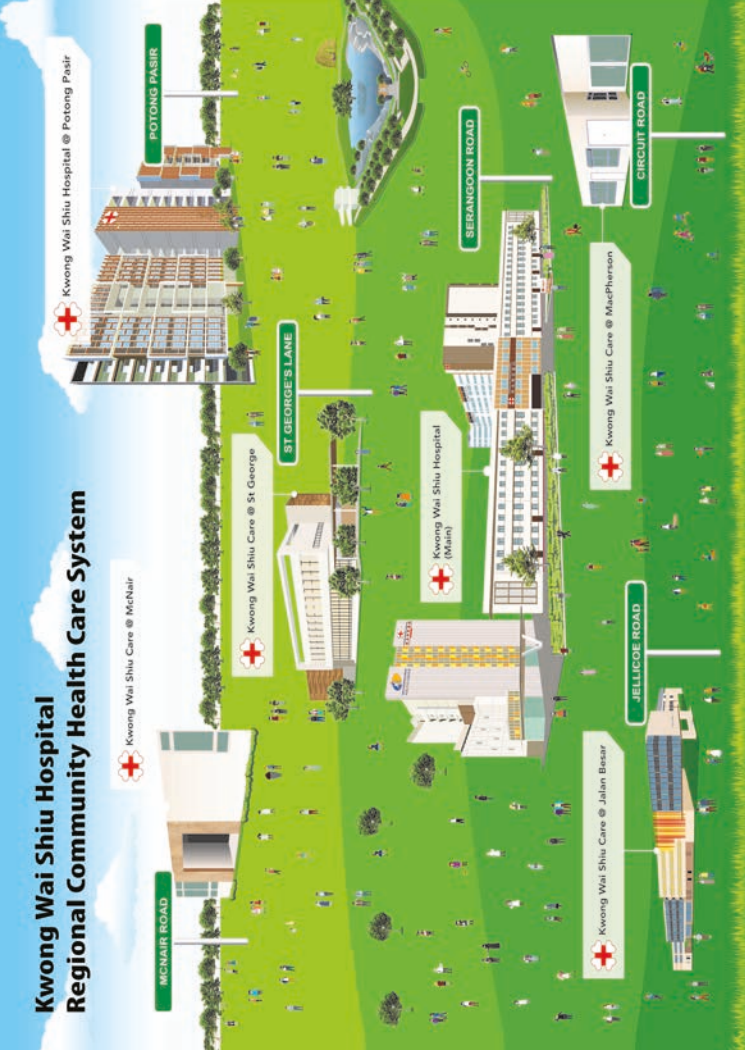 Kwong Wai Shiu Hospital
Regional Community Health Care System
Kwong Wai Shiu Care @ McNair
MCNAIR ROAD
Kwong Wai Shiu Hospital @ Potong Pasir
POTONG PASIR
Kwong Wai Shiu Care @ St George
ST GEORGE'S LANE
Kwong Wai Shiu Hospital
(Main)
SERANGOON ROAD
Kwong Wai Shiu Care @ Jalan Besar
JELLICOE ROAD
Kwong Wai Shiu Care @ MacPherson
CIRCUIT ROAD